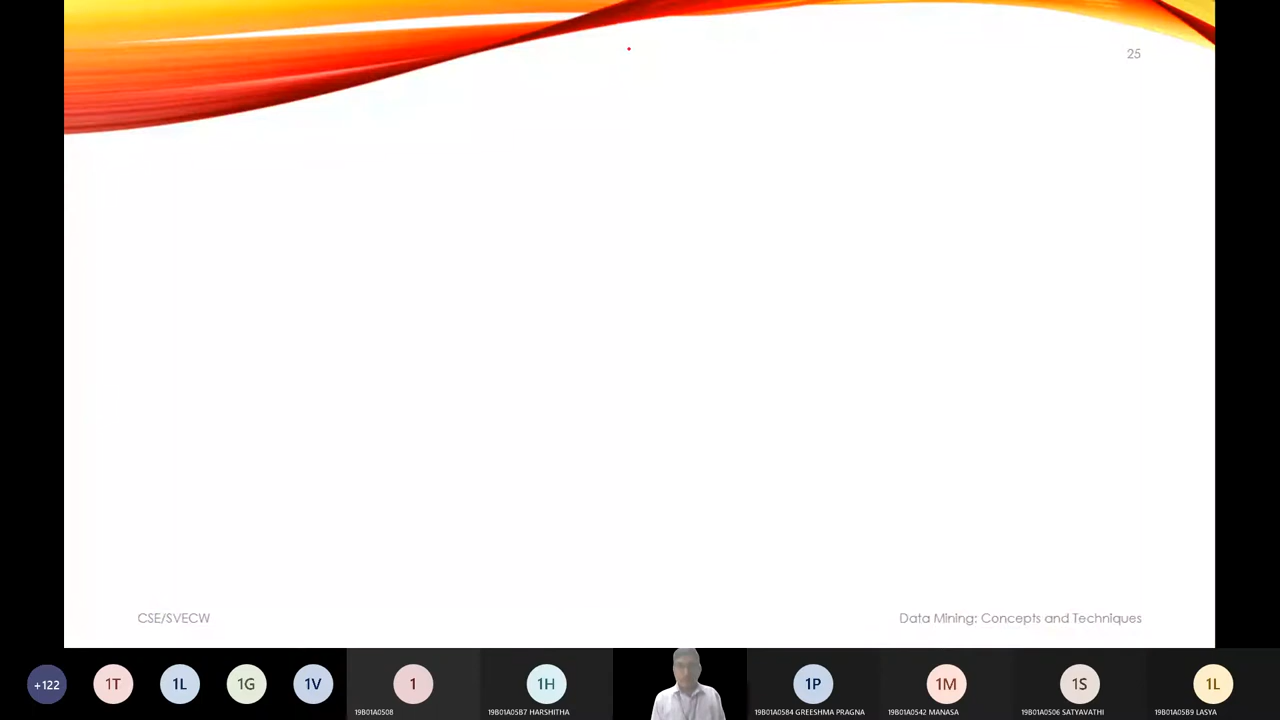 25
CSE/SVECW
Data Mining: Concepts and Techniques
+122
1T
1L
1G
1V
1
1H
1P
1M
1S
1L
19B01A0508
19B01A05B7 HARSHITHA
19B01A0584 GREESHMA PRAGNA
19B01A0542 MANASA
19B01A0506 SATYAVATHI
19B01A05B9 LASYA